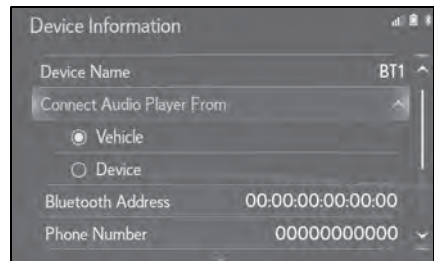 Device Information
Device Name BT1
Connect Audio Player From
Vehicle
Device
Bluetooth Address 00:00:00:00:00:00
Phone Number 00000000000